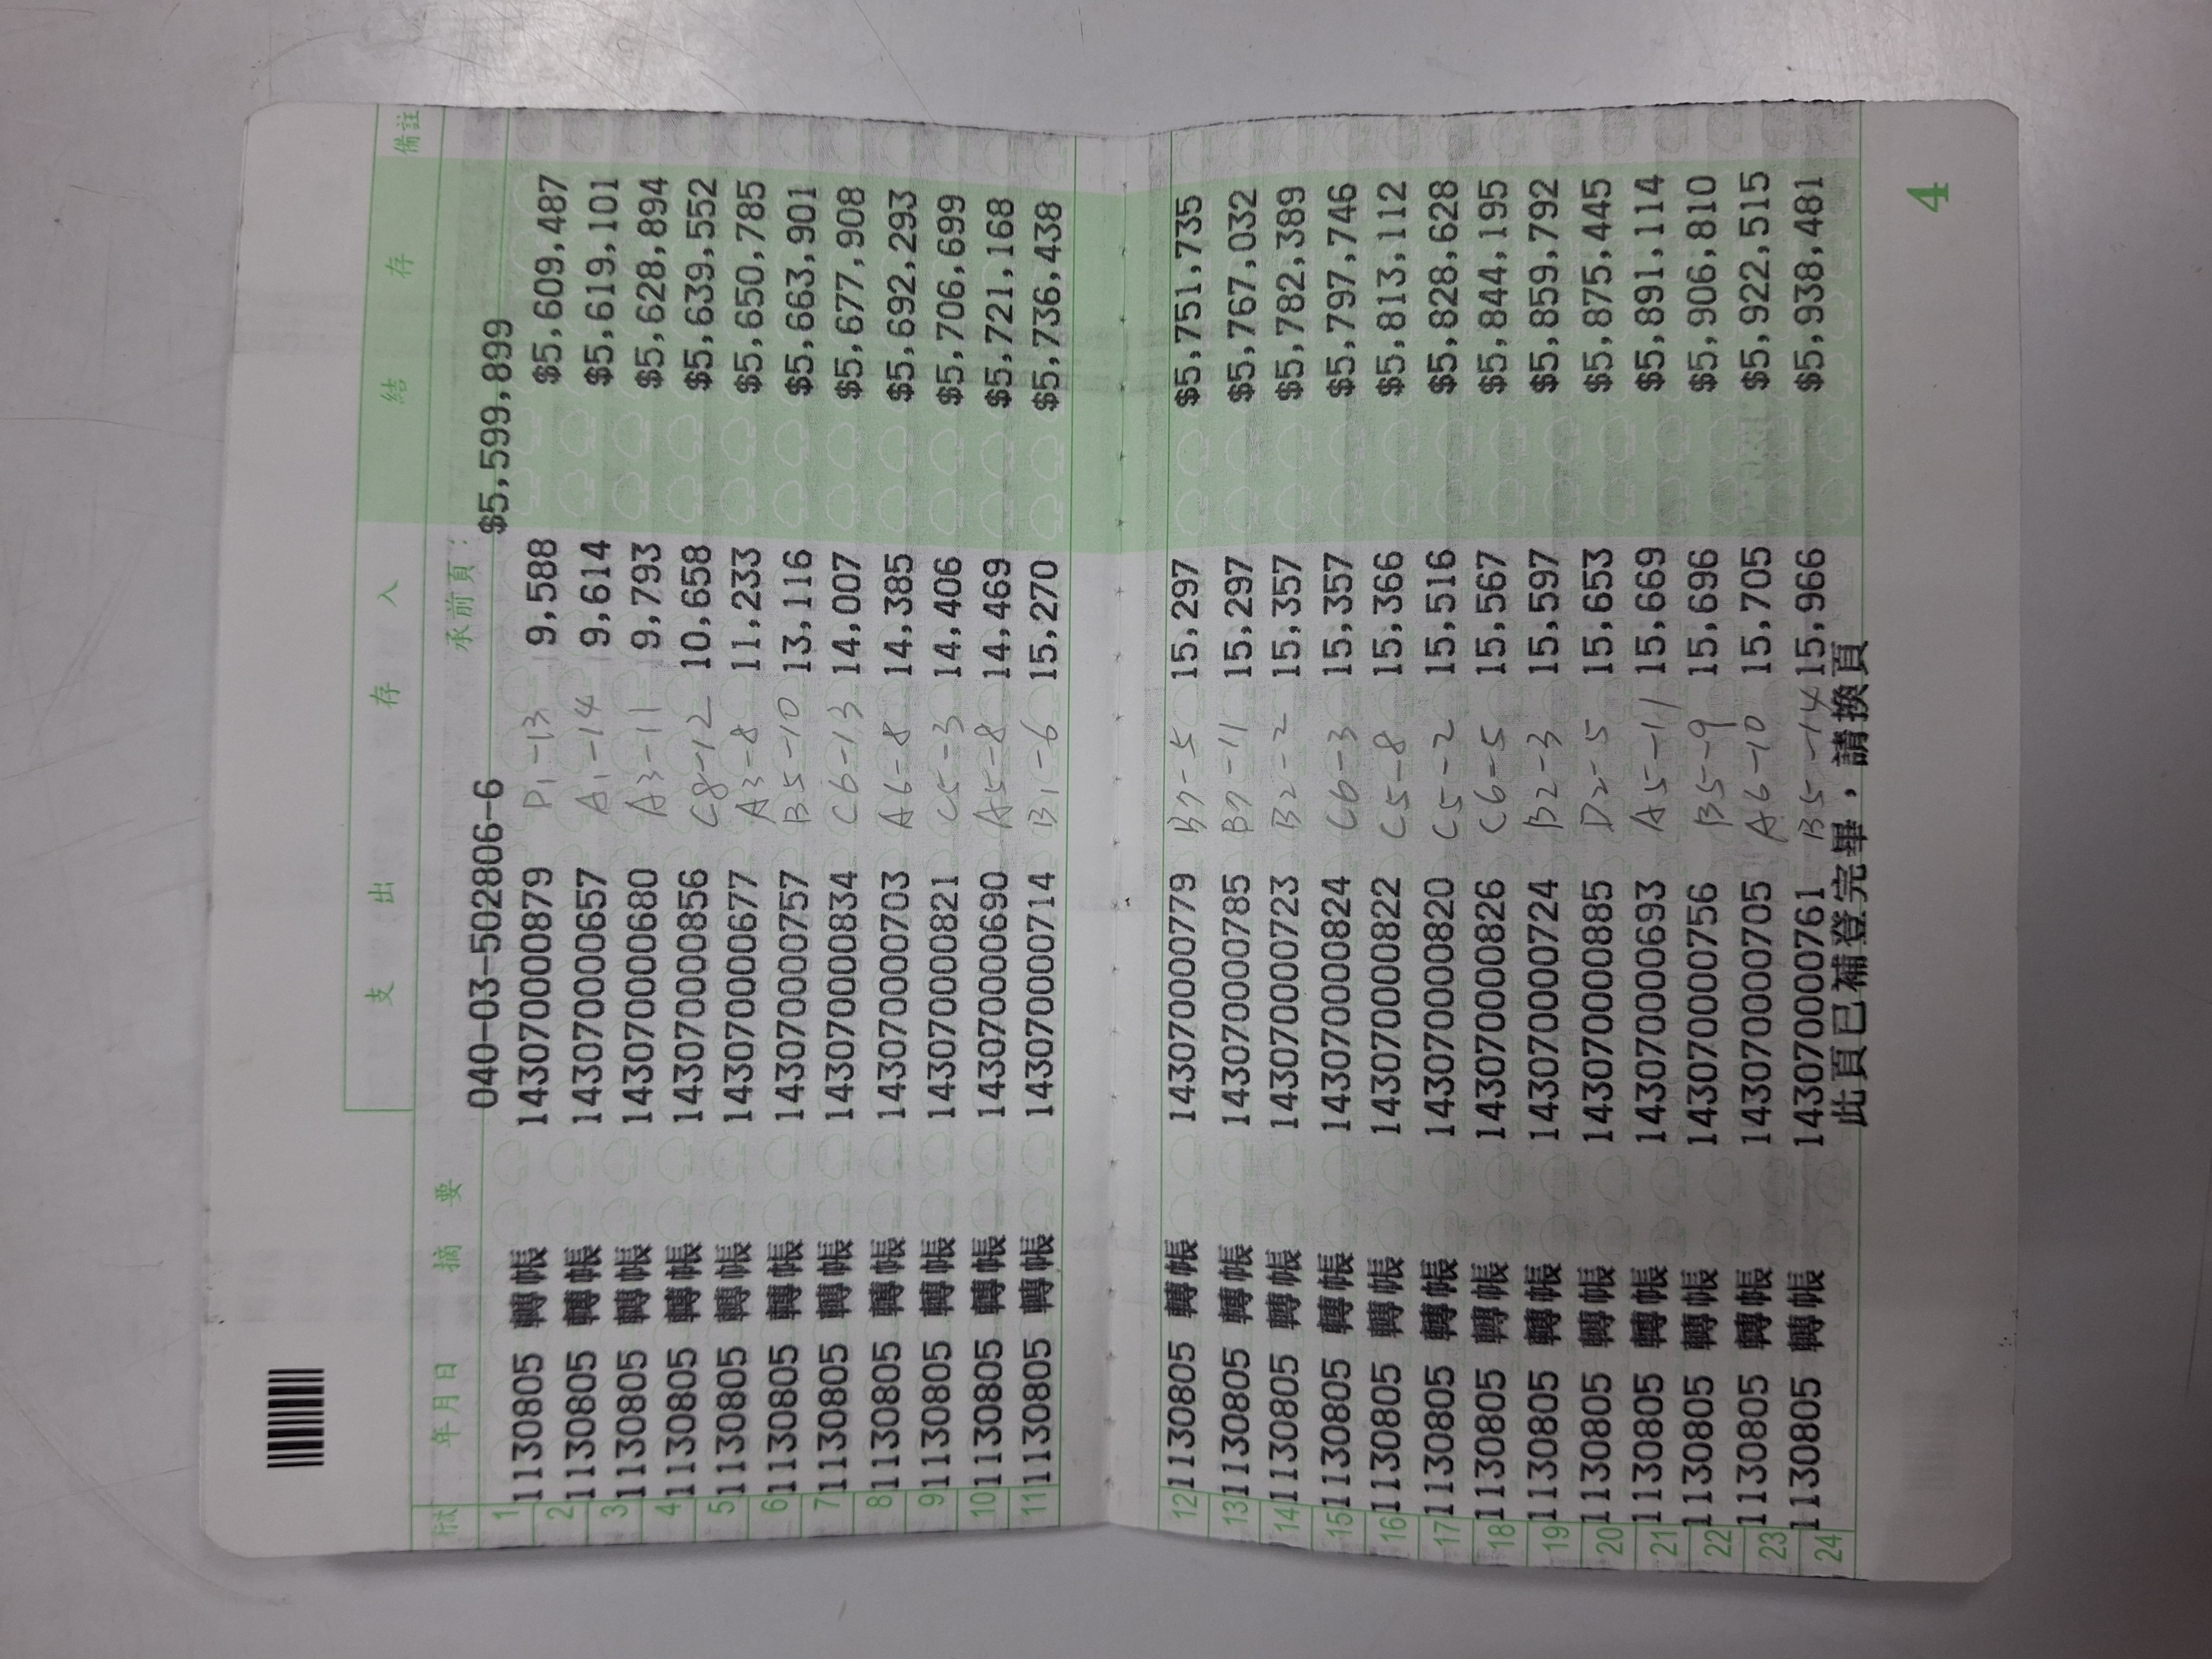 支出 存入 結存 備註
行次 年月日 摘要 承前頁:
040-03-502806-6 $5,599,899
1 1130805 轉帳 143070000879 D1-13 9,588 $5,609,487
2 1130805 轉帳 143070000657 A1-14 9,614 $5,619,101
3 1130805 轉帳 143070000680 A3-11 9,793 $5,628,894
4 1130805 轉帳 143070000856 C8-12 10,658 $5,639,552
5 1130805 轉帳 143070000677 A3-8 11,233 $5,650,785
6 1130805 轉帳 143070000757 B5-10 13,116 $5,663,901
7 1130805 轉帳 143070000834 C6-13 14,007 $5,677,908
8 1130805 轉帳 143070000703 A6-8 14,385 $5,692,293
9 1130805 轉帳 143070000821 C5-3 14,406 $5,706,699
10 1130805 轉帳 143070000690 A5-8 14,469 $5,721,168
11 1130805 轉帳 143070000714 B1-6 15,270 $5,736,438
12 1130805 轉帳 143070000779 B7-5 15,297 $5,751,735
13 1130805 轉帳 143070000785 B7-11 15,297 $5,767,032
14 1130805 轉帳 143070000723 B2-2 15,357 $5,782,389
15 1130805 轉帳 143070000824 C6-3 15,357 $5,797,746
16 1130805 轉帳 143070000822 C5-8 15,366 $5,813,112
17 1130805 轉帳 143070000820 C5-2 15,516 $5,828,628
18 1130805 轉帳 143070000826 C6-5 15,567 $5,844,195
19 1130805 轉帳 143070000724 B2-3 15,597 $5,859,792
20 1130805 轉帳 143070000885 D2-5 15,653 $5,875,445
21 1130805 轉帳 143070000693 A5-11 15,669 $5,891,114
22 1130805 轉帳 143070000756 B5-9 15,696 $5,906,810
23 1130805 轉帳 143070000705 A6-10 15,705 $5,922,515
24 1130805 轉帳 143070000761 B5-14 15,966 $5,938,481
此頁已補登完畢，請換頁
4